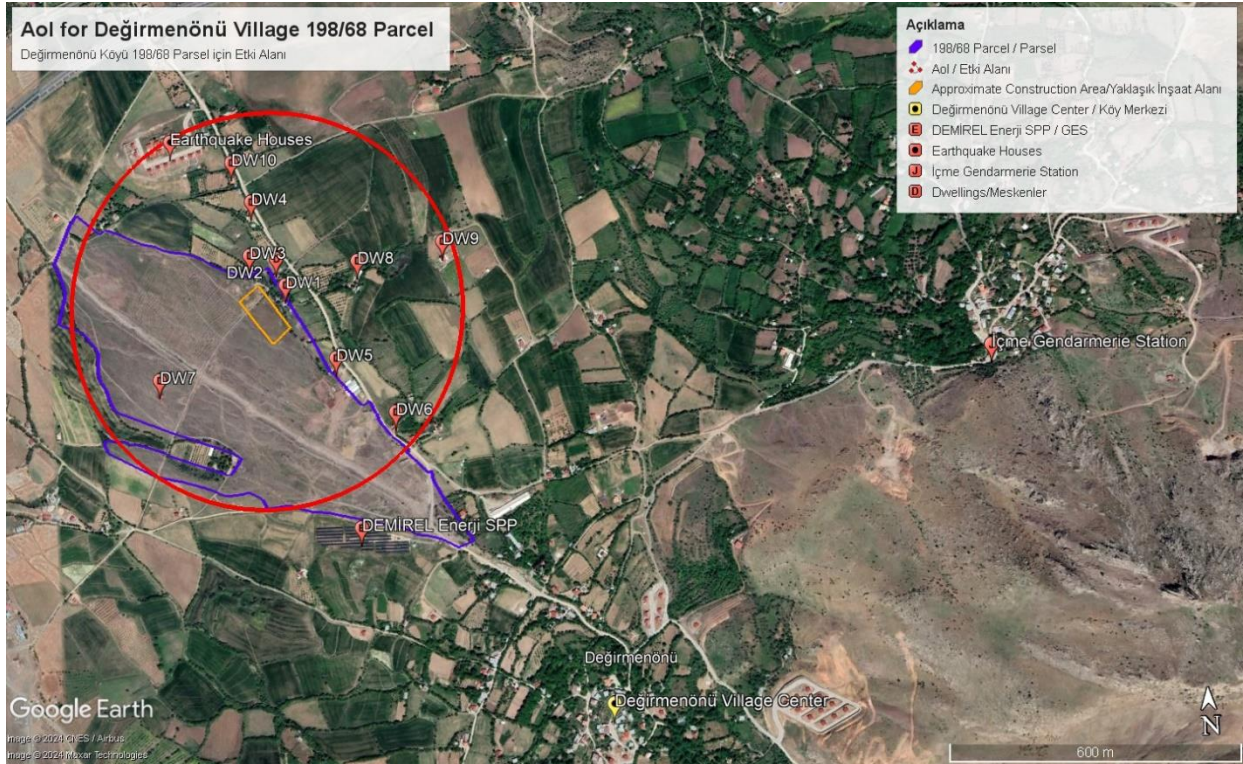 AoI for Değirmenönü Village 198/68 Parcel
Değirmenönü Köyü 198/68 Parsel için Etki Alanı
Açıklama
198/68 Parcel / Parsel
AoI / Etki Alanı
Approximate Construction Area/Yaklaşık İnşaat Alanı
Değirmenönü Village Center / Köy Merkezi
E DEMİREL Enerji SPP / GES
Earthquake Houses
J İçme Gendarmerie Station
D Dwellings/Meskenler
Earthquake Houses
DW10
DW4
DW9
DW3
DW8
DW2
DW1
İçme Gendarmerie Station
DW5
DW7
DW6
DEMİREL Enerji SPP
Değirmenönü
Değirmenönü Village Center
Google Earth
Image © 2024 CNES / Airbus
Image © 2024 Maxar Technologies
N
600 m